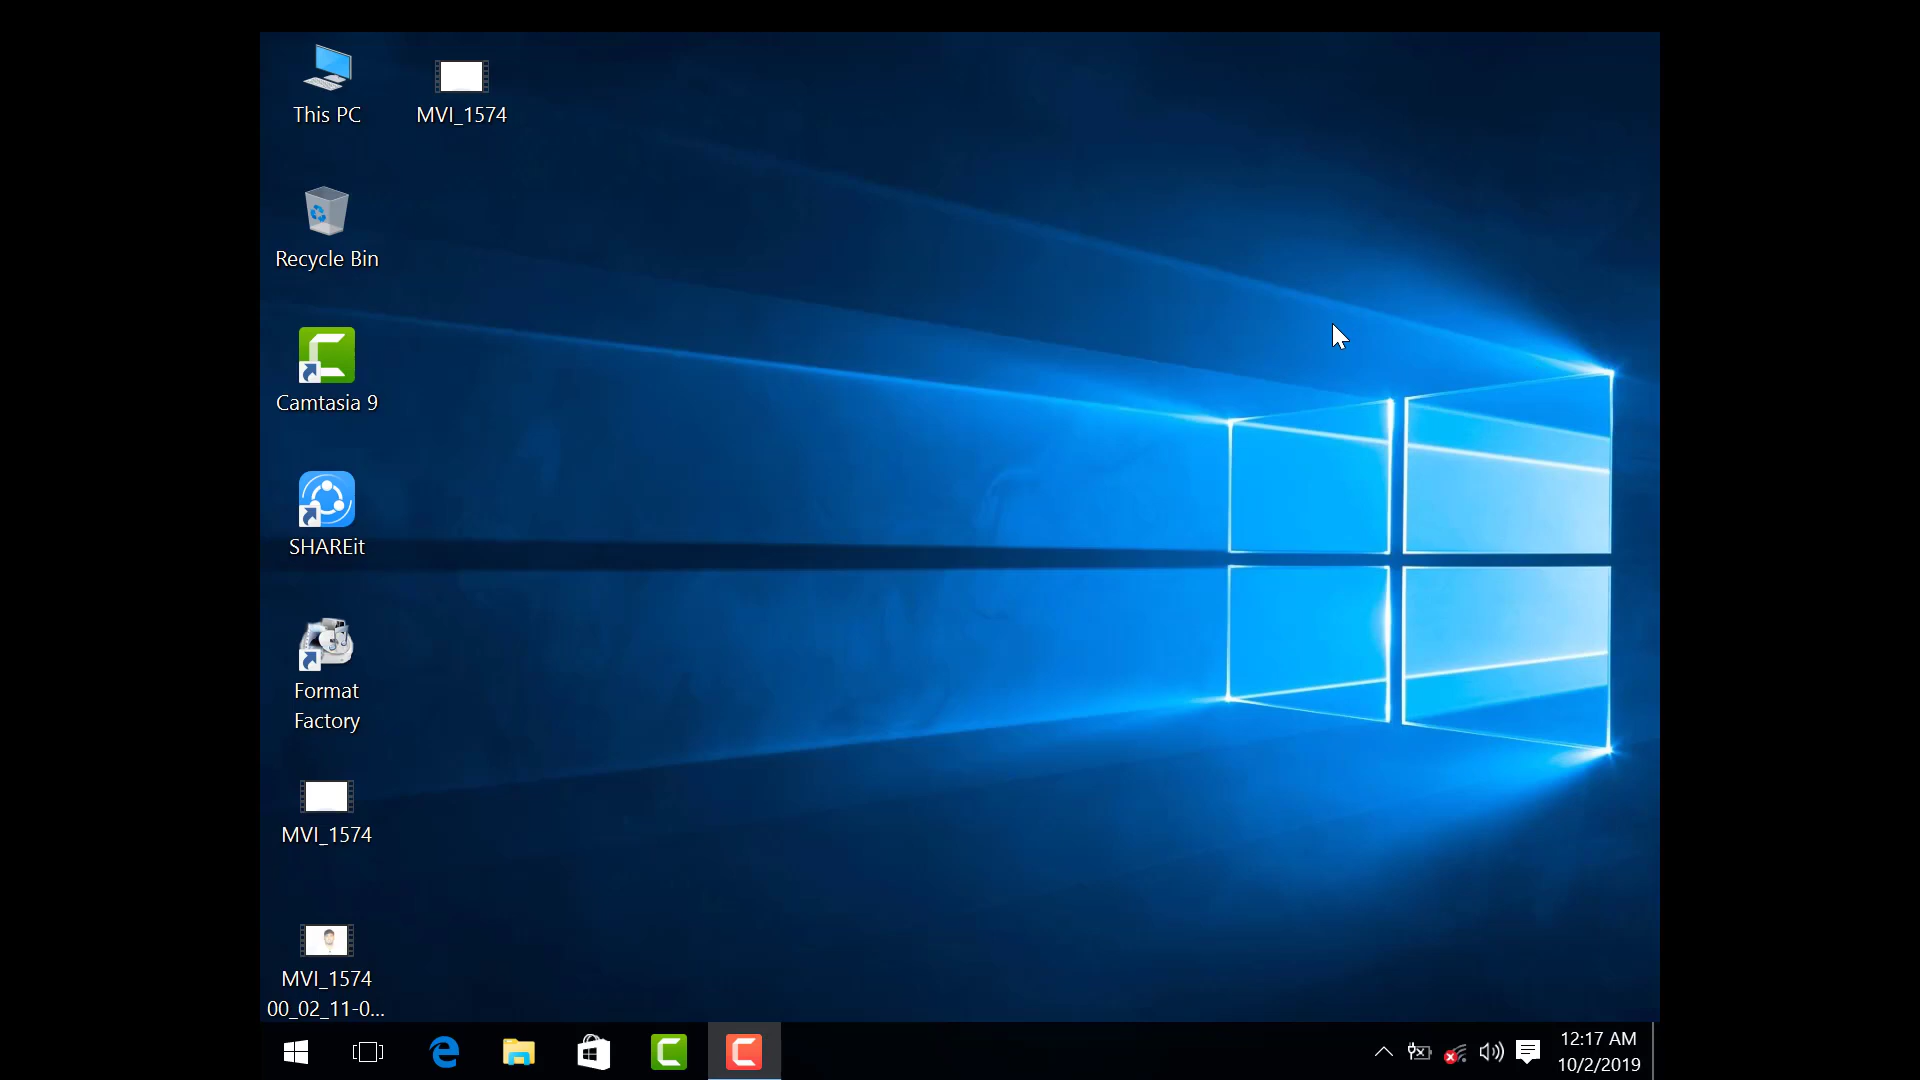 This PC
MVI_1574
Recycle Bin
Camtasia 9
SHAREit
Format
Factory
MVI_1574
MVI_1574
00_02_11-0...
12:17 AM
10/2/2019